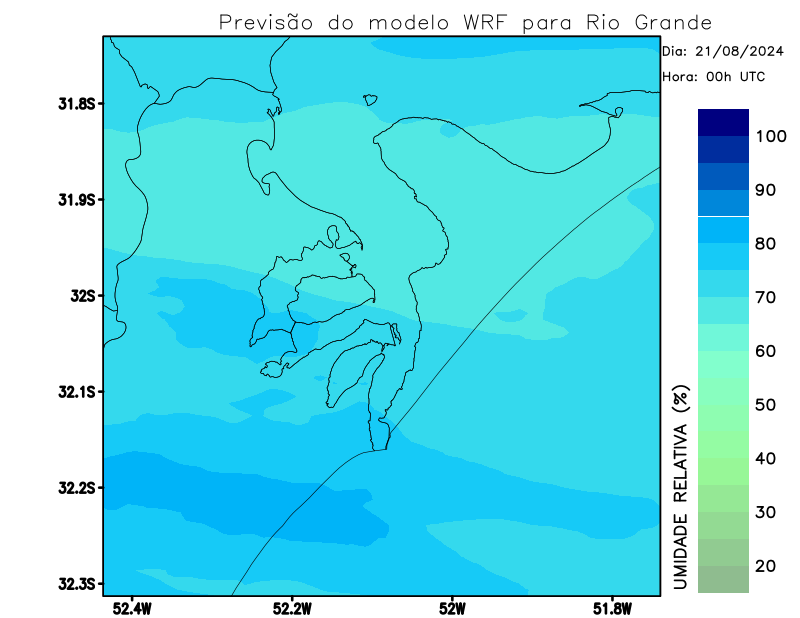 Previsão do modelo WRF para Rio Grande
Dia: 21/08/2024
Hora: 00h UTC
31.8S
31.9S
32S
32.1S
32.2S
32.3S
52.4W
52.2W
52W
51.8W
100
90
80
70
60
50
40
30
20
UMIDADE RELATIVA (%)